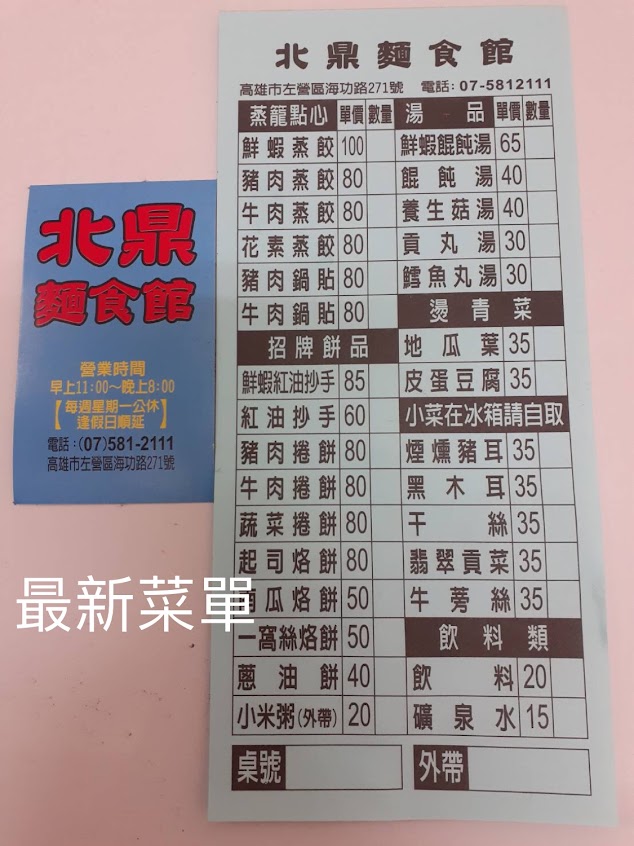 北鼎麵食館
高雄市左營區海功路271號 電話: 07-5812111
蒸籠點心 單價 數量 湯品 單價 數量
鮮蝦蒸餃 100 鮮蝦餛飩湯 65
豬肉蒸餃 80 餛飩湯 40
牛肉蒸餃 80 養生菇湯 40
花素蒸餃 80 貢丸湯 30
豬肉鍋貼 80 鱈魚丸湯 30
牛肉鍋貼 80 燙青菜
招牌餅品 地瓜葉 35
鮮蝦紅油抄手 85 皮蛋豆腐 35
紅油抄手 60 小菜在冰箱請自取
豬肉捲餅 80 煙燻豬耳 35
牛肉捲餅 80 黑木耳 35
蔬菜捲餅 80 干絲 35
起司烙餅 80 翡翠貢菜 35
瓜烙餅 50 牛蒡絲 35
一窩絲烙餅 50 飲料類
蔥油餅 40 飲料 20
小米粥(外帶) 20 礦泉水 15
桌號 外帶
北鼎
麵食館
營業時間
早上11:00~晚上8:00
【每週星期一公休
逢假日順延】
電話:(07)581-2111
高雄市左營區海功路271號
最新菜單